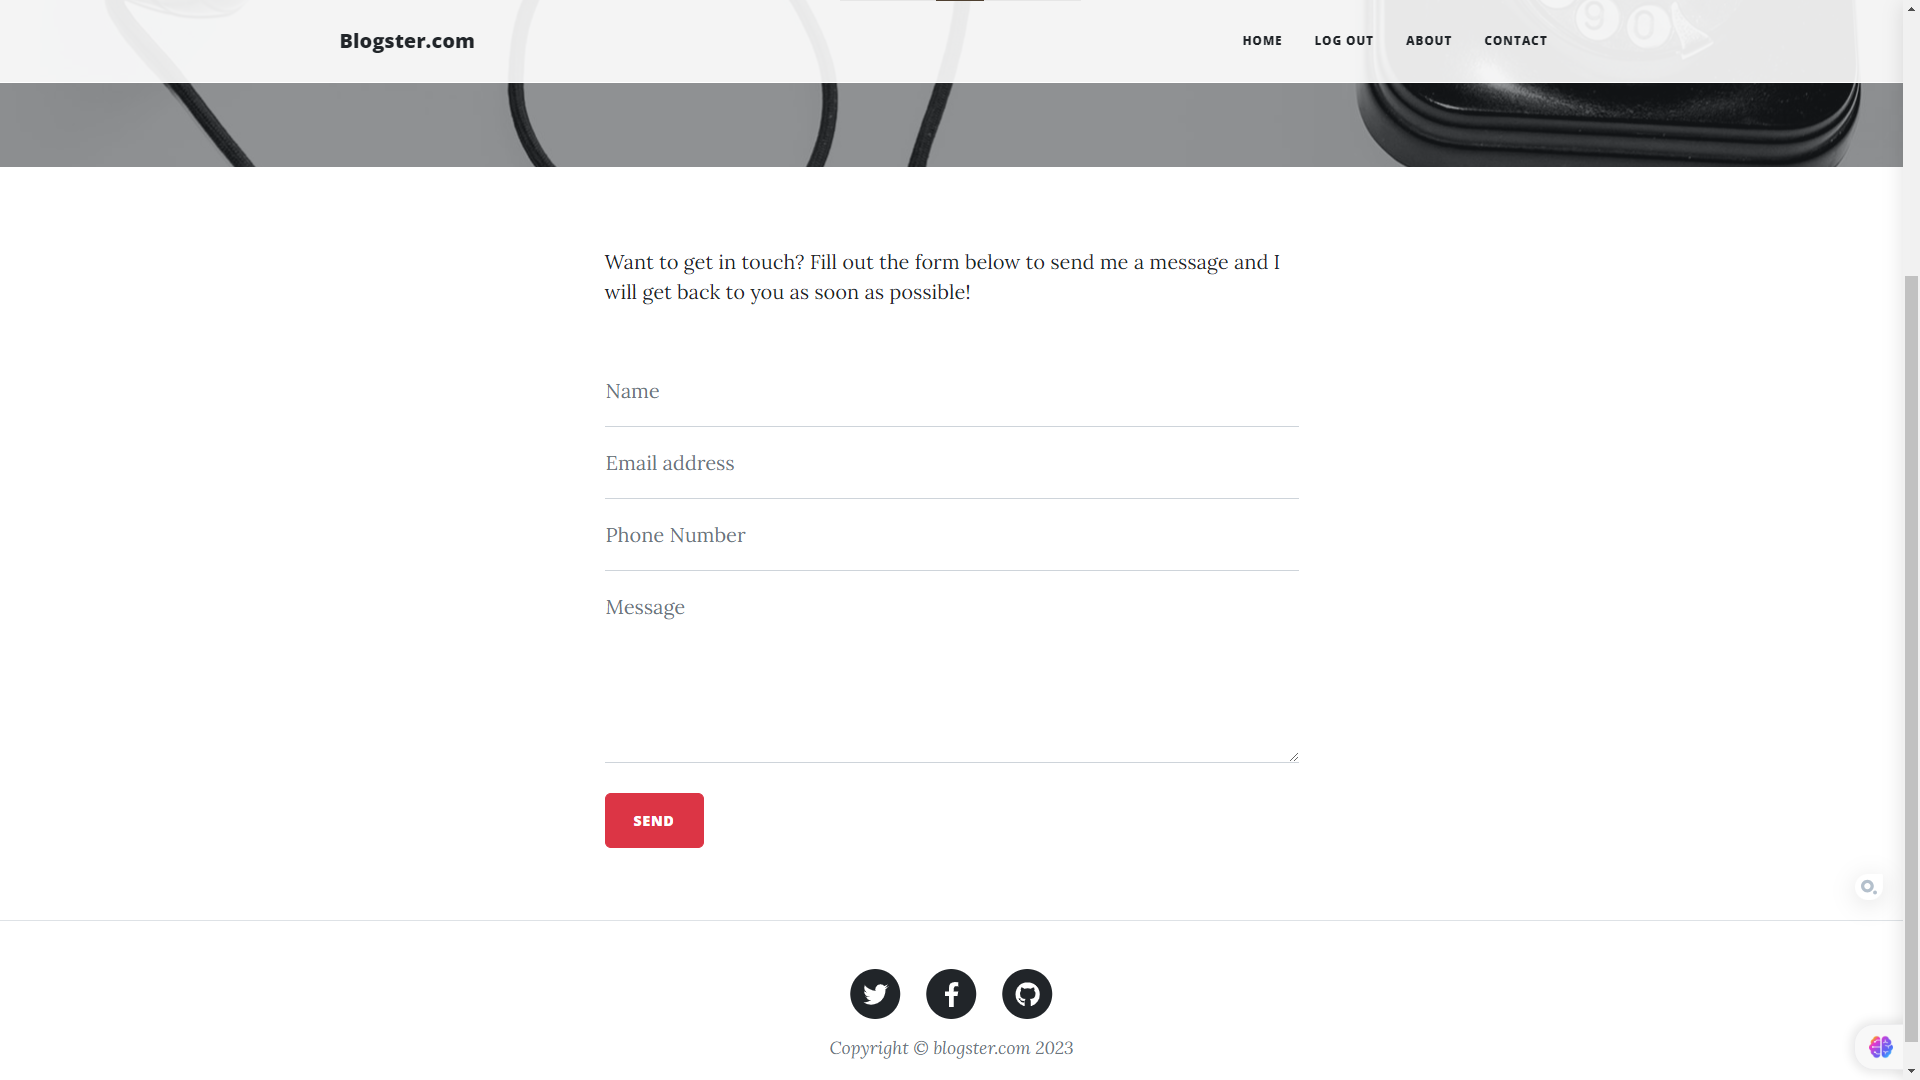 Blogster.com
HOME LOG OUT ABOUT CONTACT
9 0
Want to get in touch? Fill out the form below to send me a message and I
will get back to you as soon as possible!
Name
Email address
Phone Number
Message
SEND
Copyright © blogster.com 2023